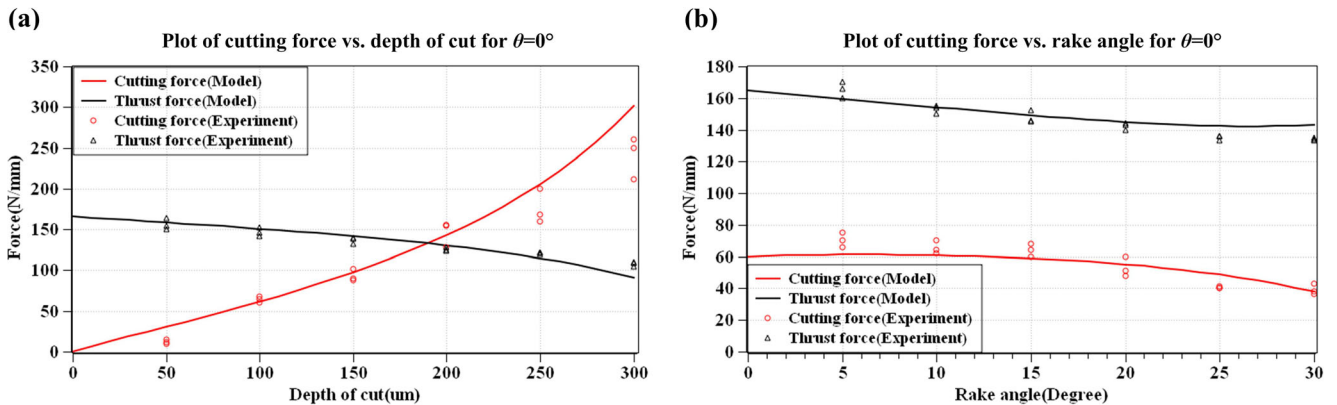 (a)
Plot of cutting force vs. depth of cut for θ=0°
350
300
250
200
150
100
50
0
Force(N/mm)
Cutting force(Model)
Thrust force(Model)
Cutting force(Experiment)
Thrust force(Experiment)
0 50 100 150 200 250 300
Depth of cut(um)
(b)
Plot of cutting force vs. rake angle for θ=0°
180
160
140
120
100
80
60
40
20
0
Force(N/mm)
Cutting force(Model)
Thrust force(Model)
Cutting force(Experiment)
Thrust force(Experiment)
0 5 10 15 20 25 30
Rake angle(Degree)